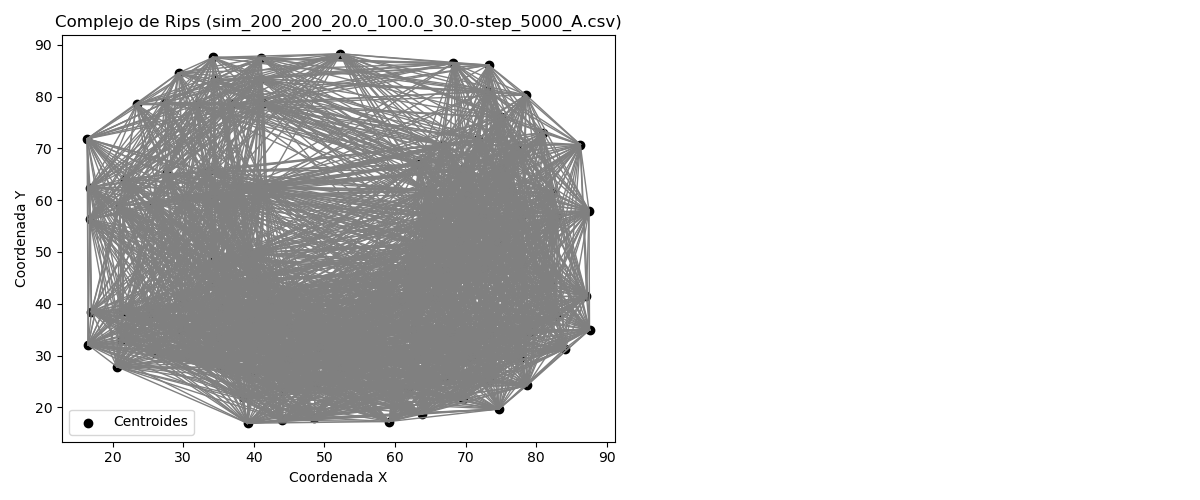 Complejo de Rips (sim_200_200_20.0_100.0_30.0-step_5000_A.csv)
90
80
70
60
50
40
30
20
Coordenada Y
Centroides
20 30 40 50 60 70 80 90
Coordenada X